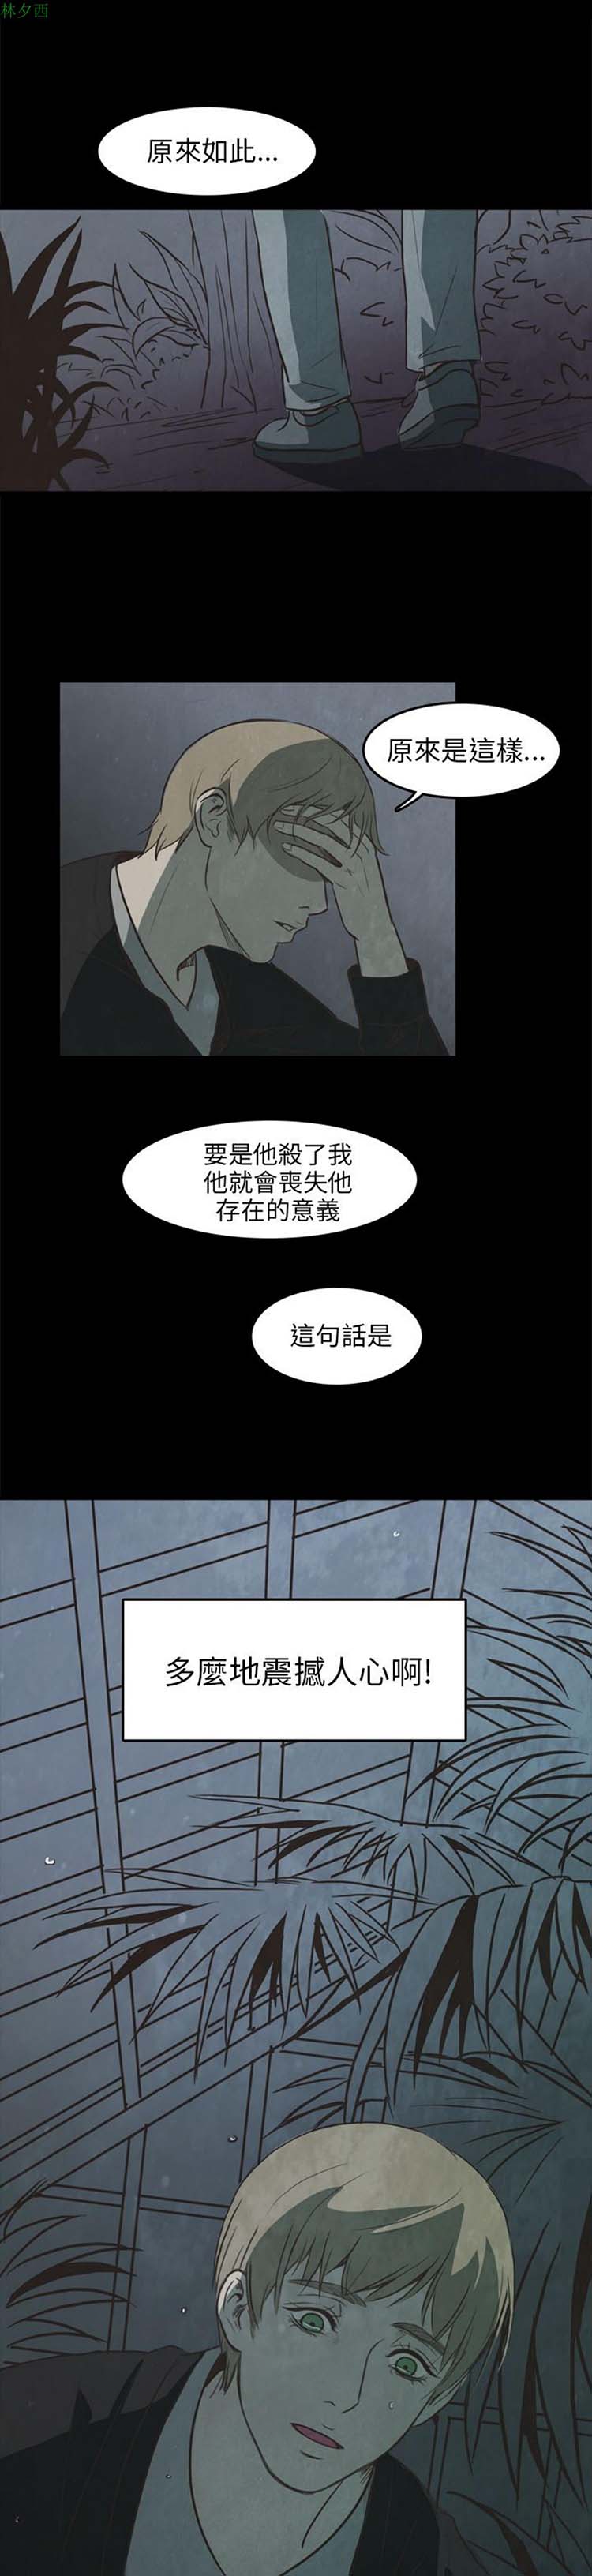 林夕西
原來如此...
原來是這樣...
要是他殺了我
他就會喪失他
存在的意義
這句話是
多麼地震撼人心啊!